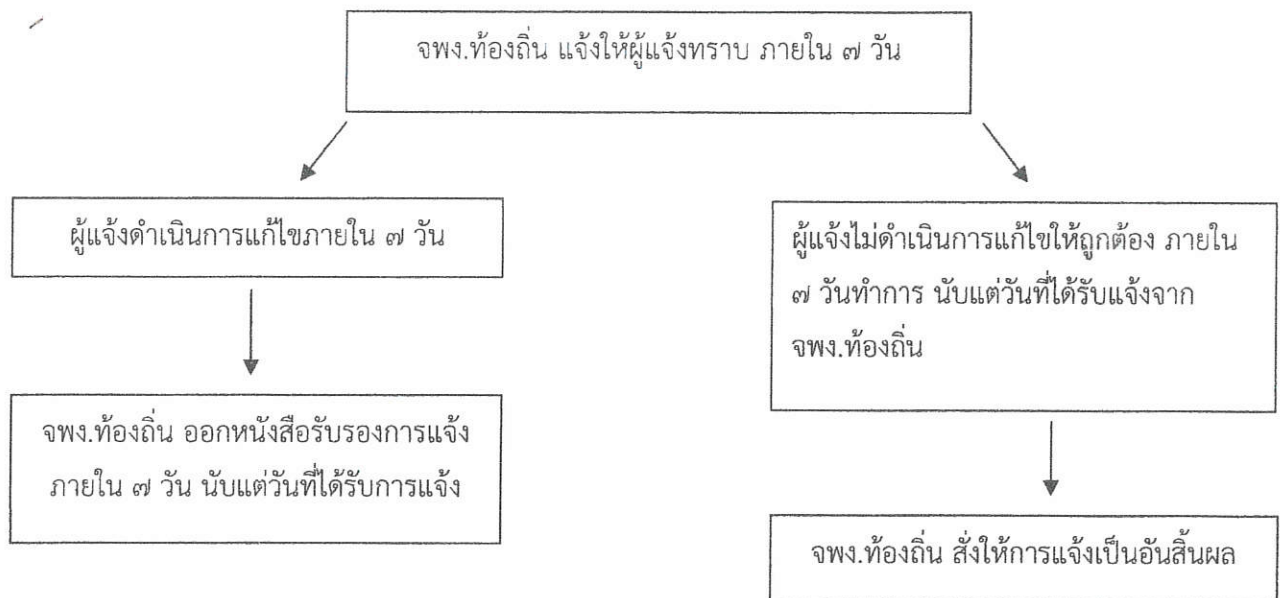 จพง.ท้องถิ่น แจ้งให้ผู้แจ้งทราบ ภายใน ๗ วัน
ผู้แจ้งดำเนินการแก้ไขภายใน ๗ วัน
จพง.ท้องถิ่น ออกหนังสือรับรองการแจ้ง
ภายใน ๗ วัน นับแต่วันที่ได้รับการแจ้ง
ผู้แจ้งไม่ดำเนินการแก้ไขให้ถูกต้อง ภายใน
๗ วันทำการ นับแต่วันที่ได้รับแจ้งจาก
จพง.ท้องถิ่น
จพง.ท้องถิ่น สั่งให้การแจ้งเป็นอันสิ้นผล